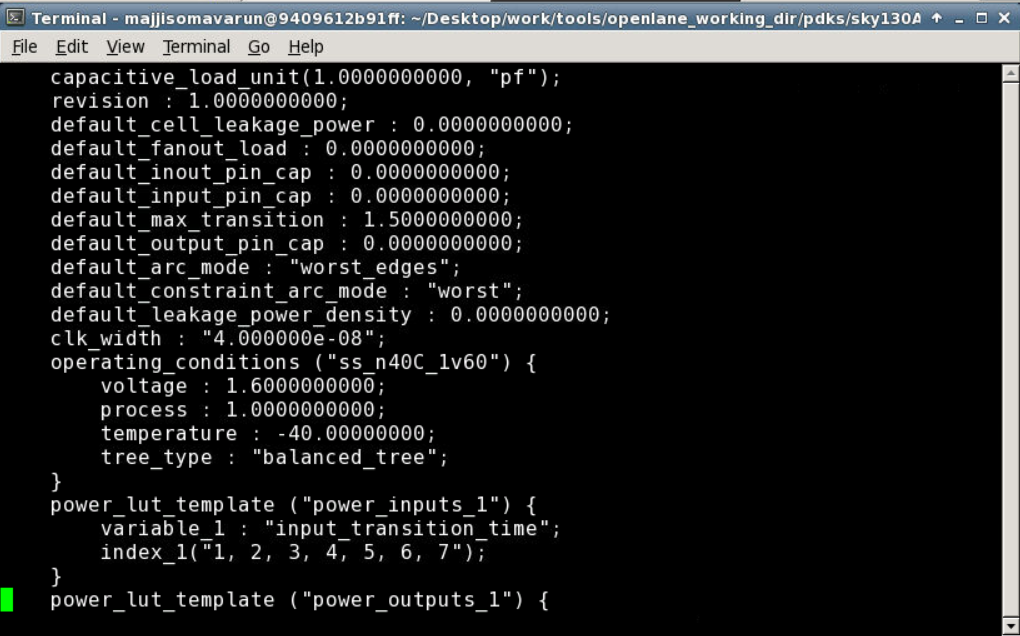 Terminal - majjisomavarun@9409612b91ff: ~/Desktop/work/tools/openlane_working_dir/pdks/sky130A
File Edit View Terminal Go Help
capacitive_load_unit(1.0000000000, "pf");
revision : 1.0000000000;
default_cell_leakage_power : 0.0000000000;
default_fanout_load : 0.0000000000;
default_inout_pin_cap : 0.0000000000;
default_input_pin_cap : 0.0000000000;
default_max_transition : 1.5000000000;
default_output_pin_cap : 0.0000000000;
default_arc_mode : "worst_edges";
default_constraint_arc_mode : "worst";
default_leakage_power_density : 0.0000000000;
clk_width : "4.000000e-08";
operating_conditions ("ss_n40C_1v60") {
voltage : 1.6000000000;
process : 1.0000000000;
temperature : -40.00000000;
tree_type : "balanced_tree";
}
power_lut_template ("power_inputs_1") {
variable_1 : "input_transition_time";
index_1("1, 2, 3, 4, 5, 6, 7");
}
power_lut_template ("power_outputs_1") {